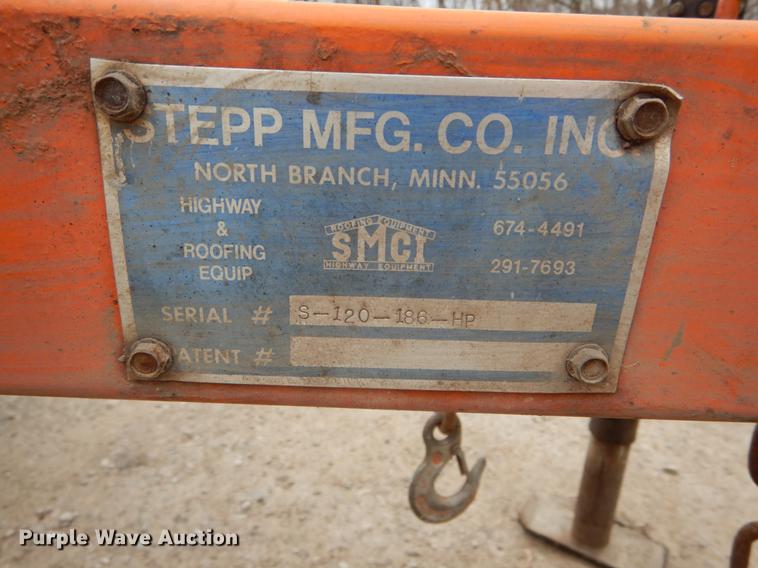 STEPP MFG. CO. INC.
NORTH BRANCH, MINN. 55056
HIGHWAY
&
ROOFING
EQUIP
ROOFING EQUIPMENT
SMCI
HIGHWAY EQUIPMENT
674-4491
291-7693
SERIAL # S-120-186-HP
PATENT #
Purple Wave Auction